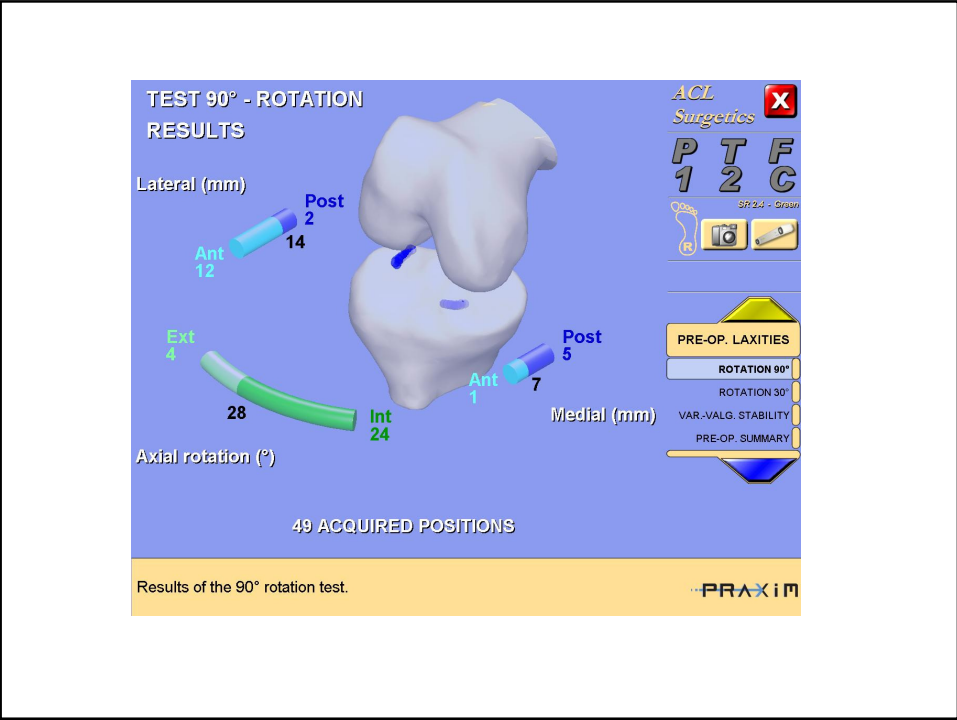 TEST 90° - ROTATION
RESULTS
Lateral (mm)
Post
2
14
Ant
12
Ext
4
28
Int
24
Axial rotation (°)
Post
5
7
Ant
1
Medial (mm)
49 ACQUIRED POSITIONS
Results of the 90° rotation test.
ACL
Surgetics
X
P T F
1 2 C
SR 2.4 - Green
R
PRE-OP. LAXITIES
ROTATION 90°
ROTATION 30°
VAR.-VALG. STABILITY
PRE-OP. SUMMARY
PRAXiM